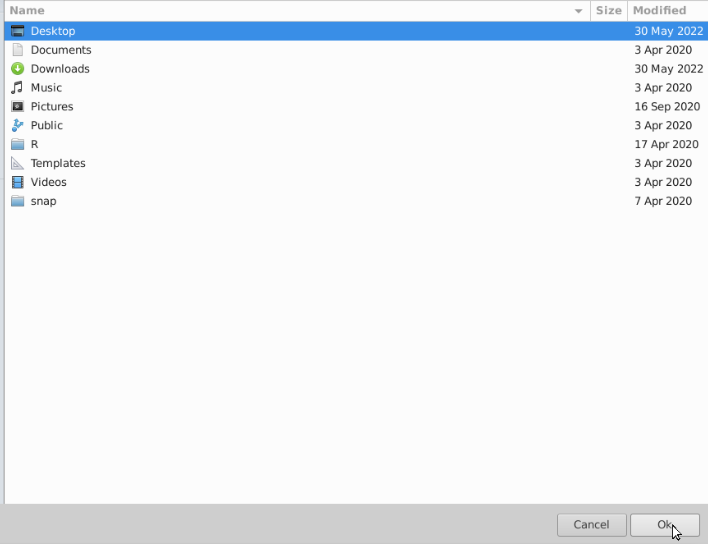 Name Size Modified
Desktop 30 May 2022
Documents 3 Apr 2020
Downloads 30 May 2022
Music 3 Apr 2020
Pictures 16 Sep 2020
Public 3 Apr 2020
R 17 Apr 2020
Templates 3 Apr 2020
Videos 3 Apr 2020
snap 7 Apr 2020
Cancel Ok